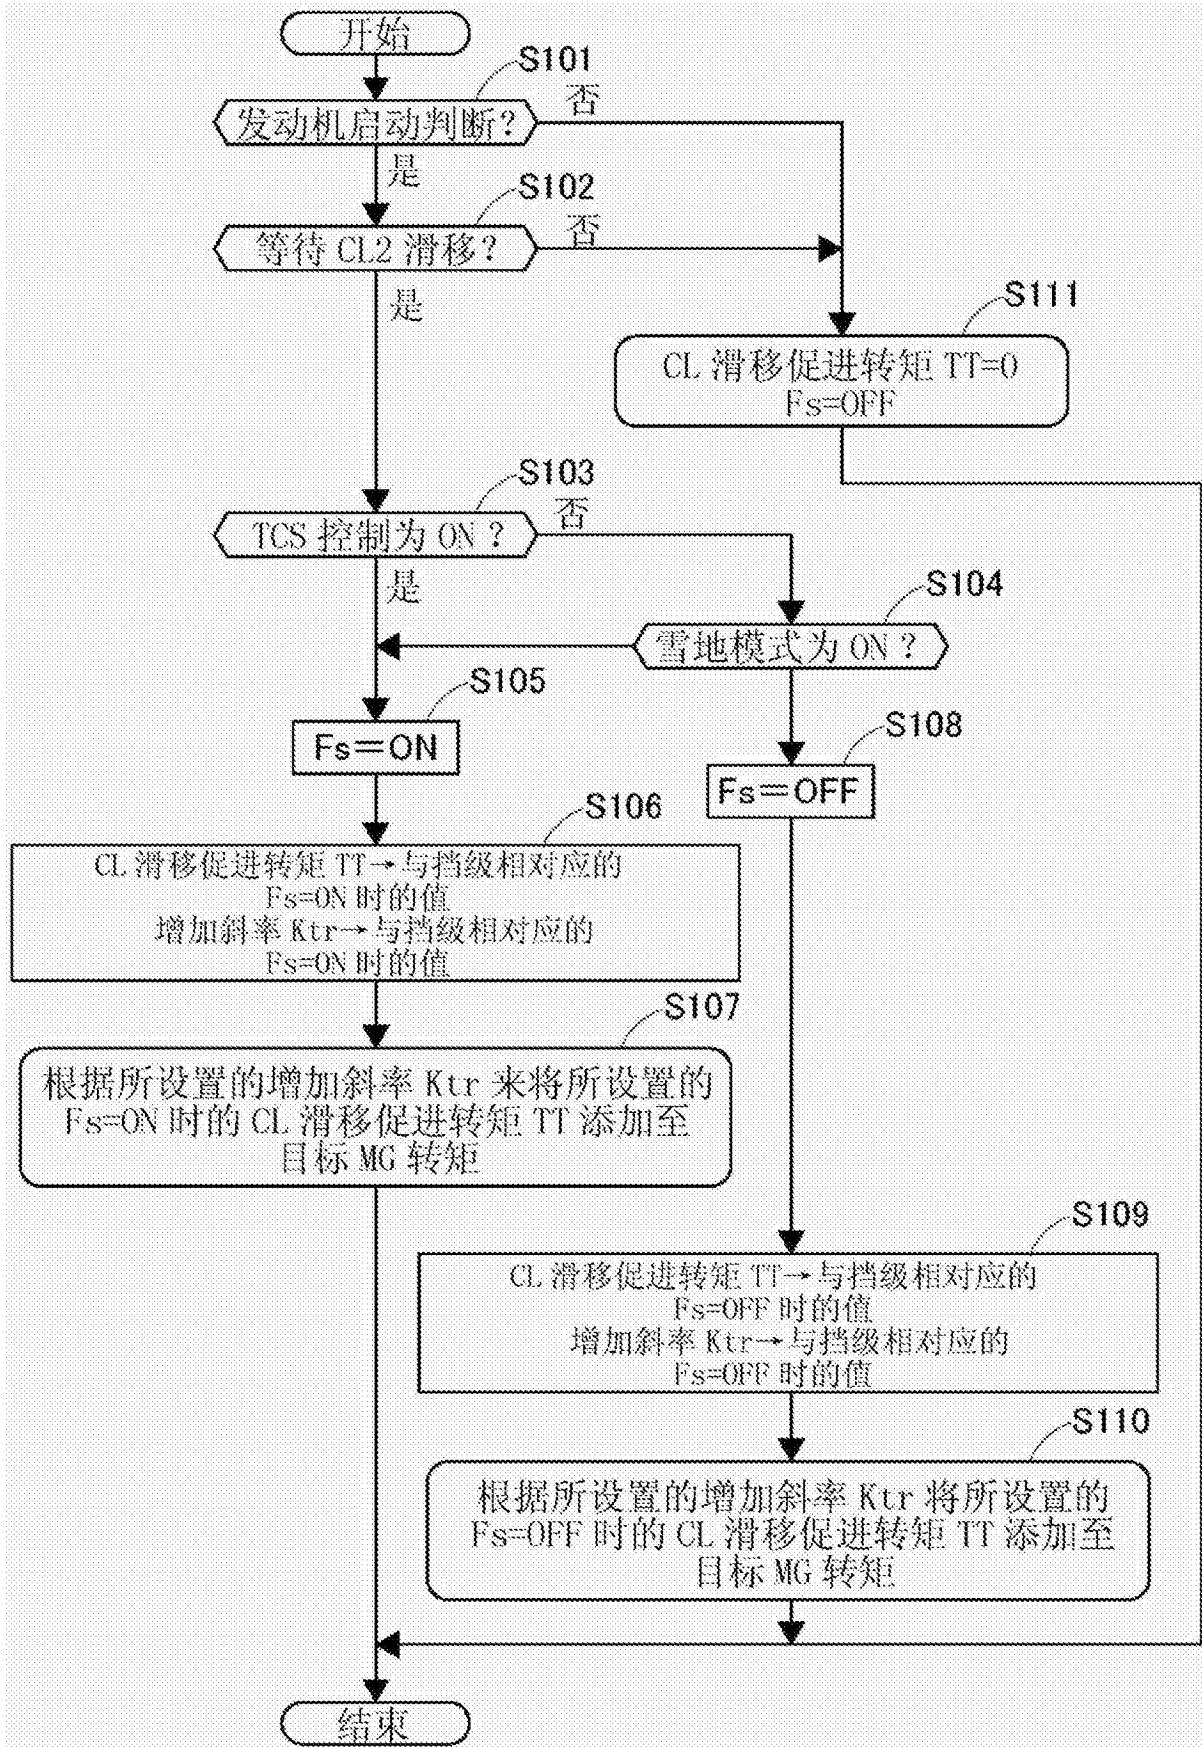 开始
S101
发动机启动判断?
否
是
S102
等待 CL2 滑移?
否
是
S111
CL 滑移促进转矩 TT=0
Fs=OFF
S103
TCS 控制为 ON?
否
是
S104
雪地模式为 ON?
S105
Fs=ON
S108
Fs=OFF
S106
CL 滑移促进转矩 TT→与挡级相对应的
Fs=ON 时的值
增加斜率 Ktr→与挡级相对应的
Fs=ON 时的值
S107
根据所设置的增加斜率 Ktr 来将所设置的
Fs=ON 时的 CL 滑移促进转矩 TT 添加至
目标 MG 转矩
S109
CL 滑移促进转矩 TT→与挡级相对应的
Fs=OFF 时的值
增加斜率 Ktr→与挡级相对应的
Fs=OFF 时的值
S110
根据所设置的增加斜率 Ktr 将所设置的
Fs=OFF 时的 CL 滑移促进转矩 TT 添加至
目标 MG 转矩
结束